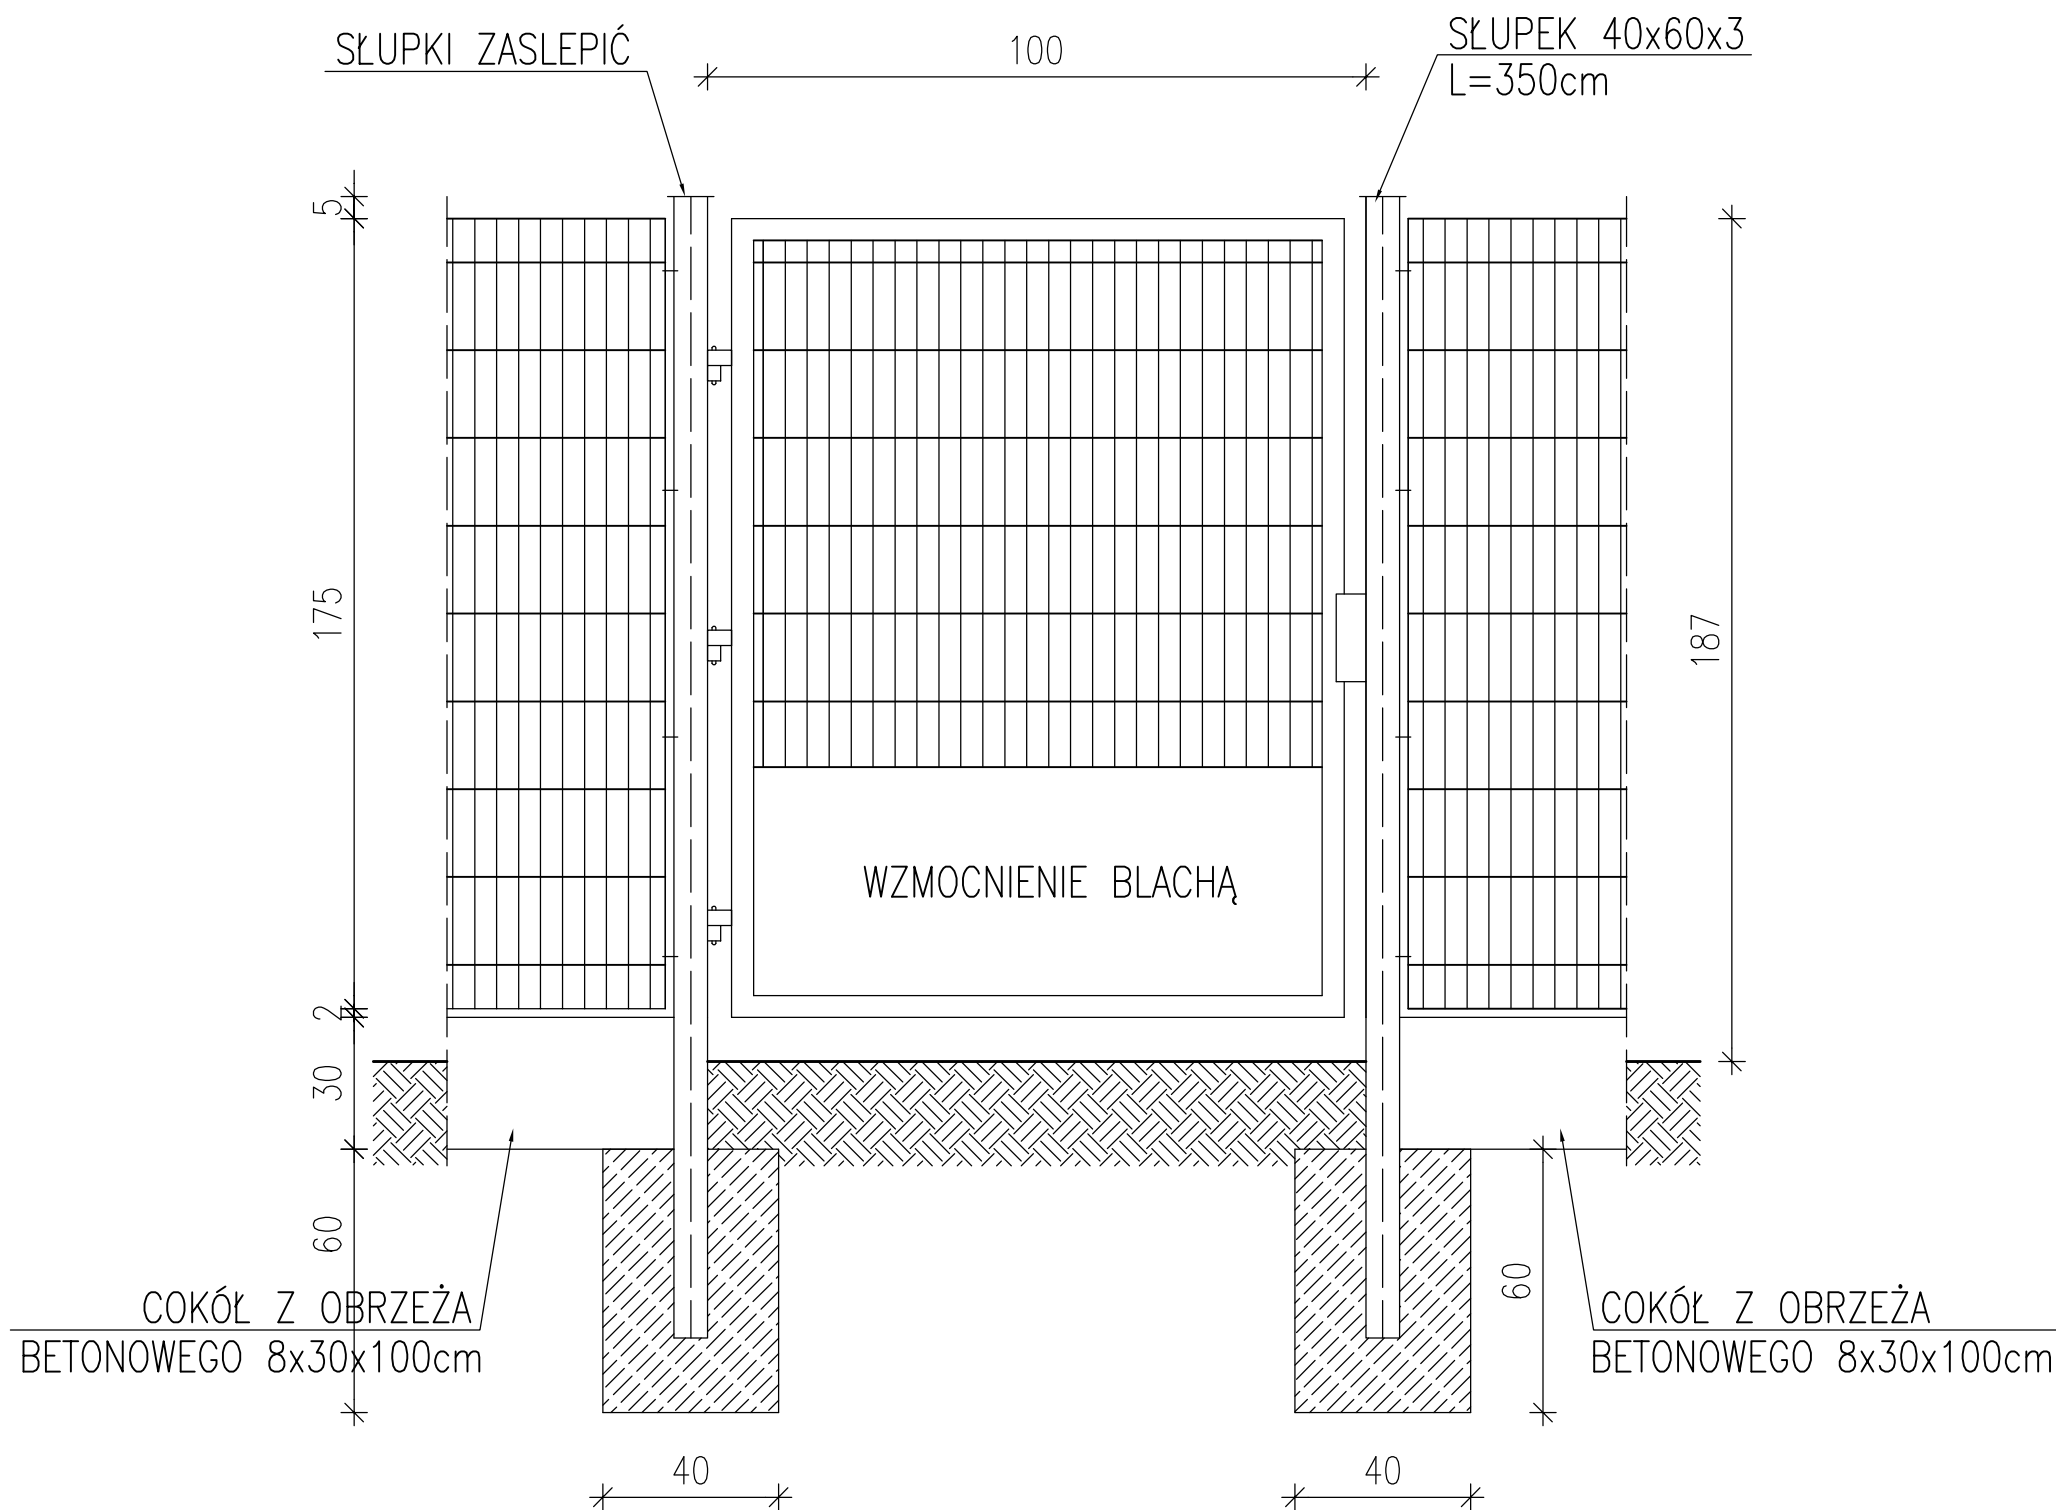 SŁUPKI ZASLEPIĆ
100
SŁUPEK 40x60x3
L=350cm
5
175
187
WZMOCNIENIE BLACHĄ
2
30
60
60
COKÓŁ Z OBRZEŻA
BETONOWEGO 8x30x100cm
COKÓŁ Z OBRZEŻA
BETONOWEGO 8x30x100cm
40
40